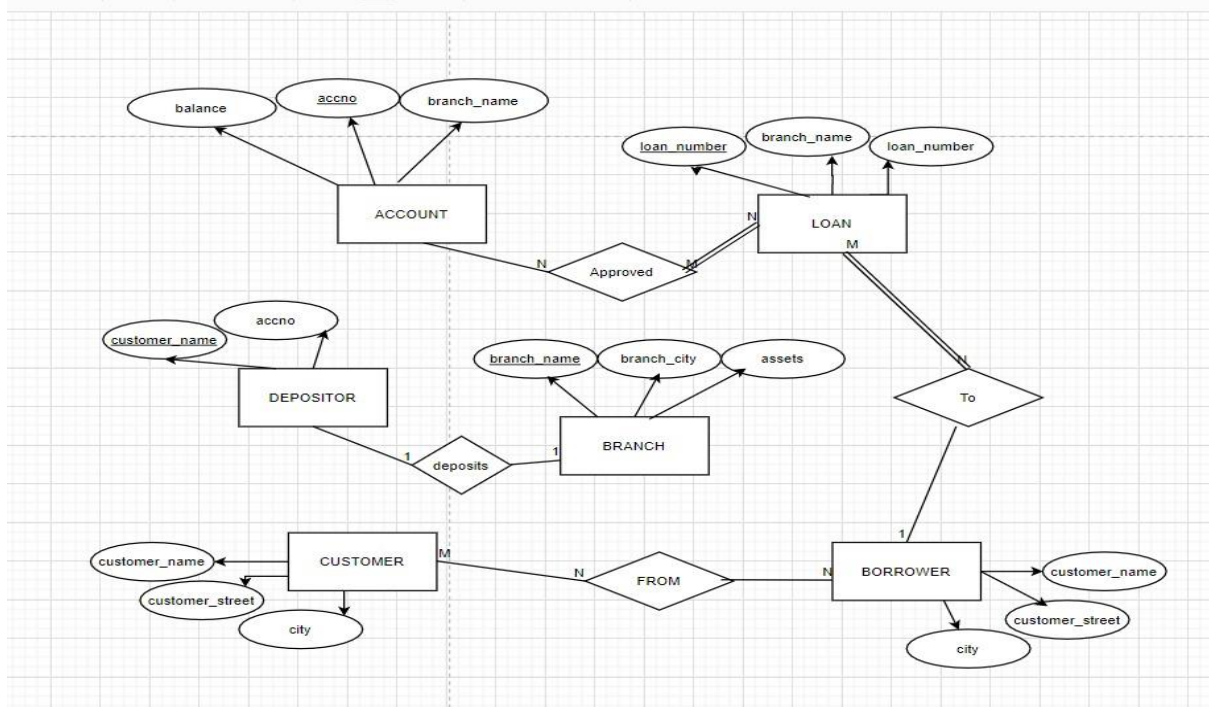 balance
accno
branch_name
ACCOUNT
loan_number
branch_name
loan_number
LOAN
N
M
N
Approved
M
customer_name
accno
DEPOSITOR
branch_name
branch_city
assets
BRANCH
N
To
1
deposits
1
1
CUSTOMER
M
customer_name
customer_street
city
N
FROM
N
BORROWER
customer_name
customer_street
city